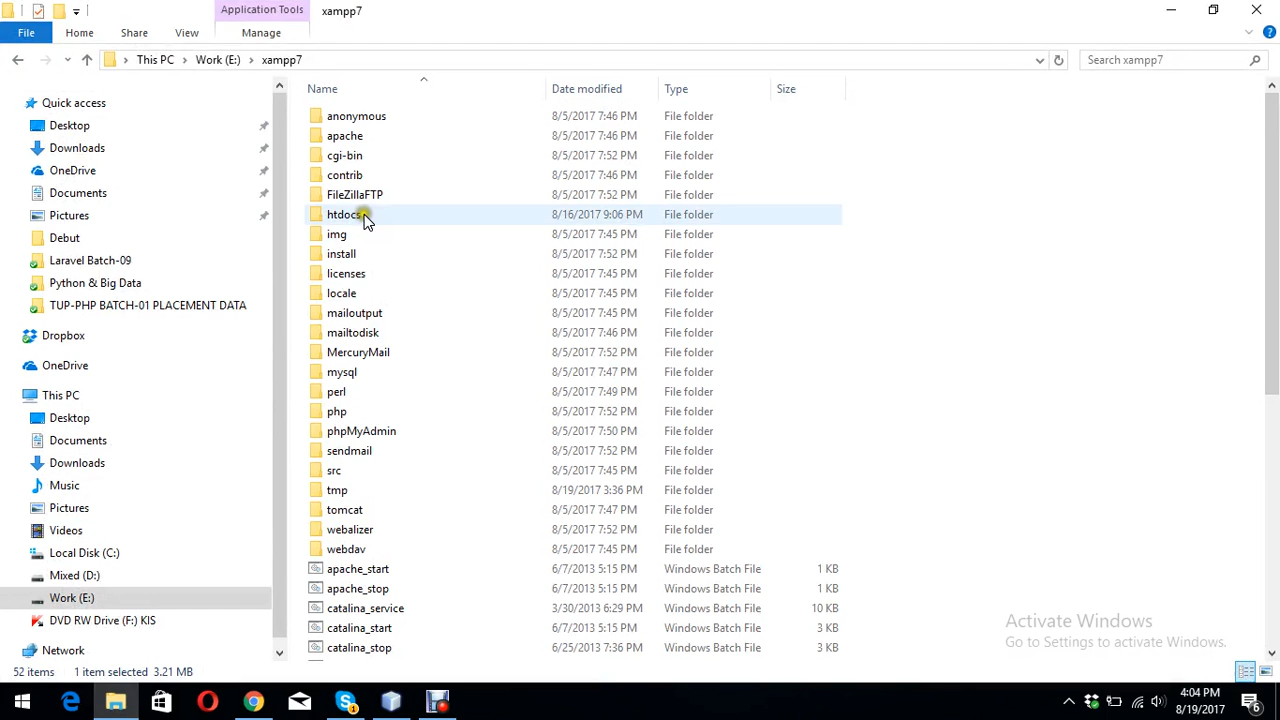 Application Tools
xampp7
File
Home
Share
View
Manage
This PC
Work (E:)
xampp7
Search xampp7
Name
Date modified
Type
Size
Quick access
Desktop
Downloads
OneDrive
Documents
Pictures
Debut
Laravel Batch-09
Python & Big Data
TUP-PHP BATCH-01 PLACEMENT DATA
Dropbox
OneDrive
This PC
Desktop
Documents
Downloads
Music
Pictures
Videos
Local Disk (C:)
Mixed (D:)
Work (E:)
DVD RW Drive (F:) KIS
Network
anonymous 8/5/2017 7:46 PM File folder
apache 8/5/2017 7:46 PM File folder
cgi-bin 8/5/2017 7:52 PM File folder
contrib 8/5/2017 7:46 PM File folder
FileZillaFTP 8/5/2017 7:52 PM File folder
htdocs 8/16/2017 9:06 PM File folder
img 8/5/2017 7:45 PM File folder
install 8/5/2017 7:52 PM File folder
licenses 8/5/2017 7:45 PM File folder
locale 8/5/2017 7:45 PM File folder
mailoutput 8/5/2017 7:45 PM File folder
mailtodisk 8/5/2017 7:46 PM File folder
MercuryMail 8/5/2017 7:52 PM File folder
mysql 8/5/2017 7:47 PM File folder
perl 8/5/2017 7:49 PM File folder
php 8/5/2017 7:52 PM File folder
phpMyAdmin 8/5/2017 7:50 PM File folder
sendmail 8/5/2017 7:52 PM File folder
src 8/5/2017 7:45 PM File folder
tmp 8/19/2017 3:36 PM File folder
tomcat 8/5/2017 7:47 PM File folder
webalizer 8/5/2017 7:52 PM File folder
webdav 8/5/2017 7:45 PM File folder
apache_start 6/7/2013 5:15 PM Windows Batch File 1 KB
apache_stop 6/7/2013 5:15 PM Windows Batch File 1 KB
catalina_service 3/30/2013 6:29 PM Windows Batch File 10 KB
catalina_start 6/7/2013 5:15 PM Windows Batch File 3 KB
catalina_stop 6/25/2013 7:36 PM Windows Batch File 3 KB
Activate Windows
Go to Settings to activate Windows.
52 items 1 item selected 3.21 MB
4:04 PM
8/19/2017
6